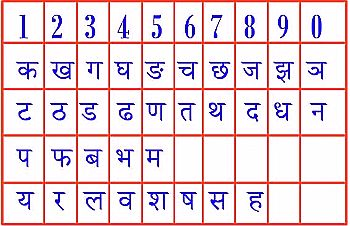 1 2 3 4 5 6 7 8 9 0
क ख ग घ ङ च छ ज झ ञ
ट ठ ड ढ ण त थ द ध न
प फ ब भ म
य र ल व श ष स ह